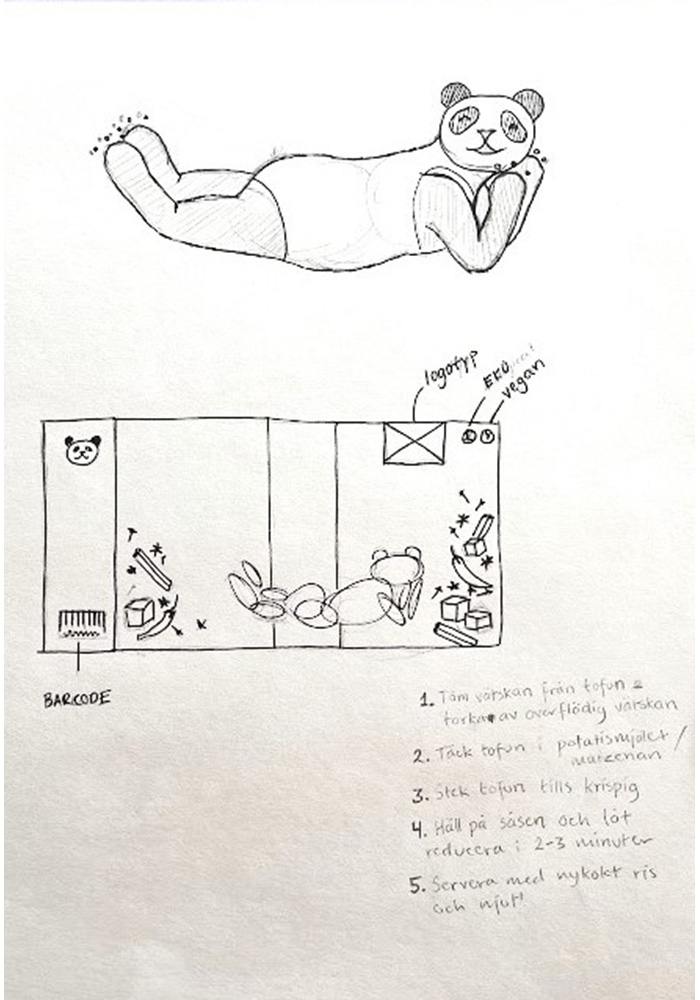 logotyp
EKO
vegan
BARCODE
1. Töm vätskan från tofun &
torka av överflödig vätskan
2. Täck tofun i potatismjölet /
maizenan
3. Stek tofun tills krispig
4. Häll på såsen och låt
reducera i 2-3 minuter
5. Servera med nykokt ris
och njut!